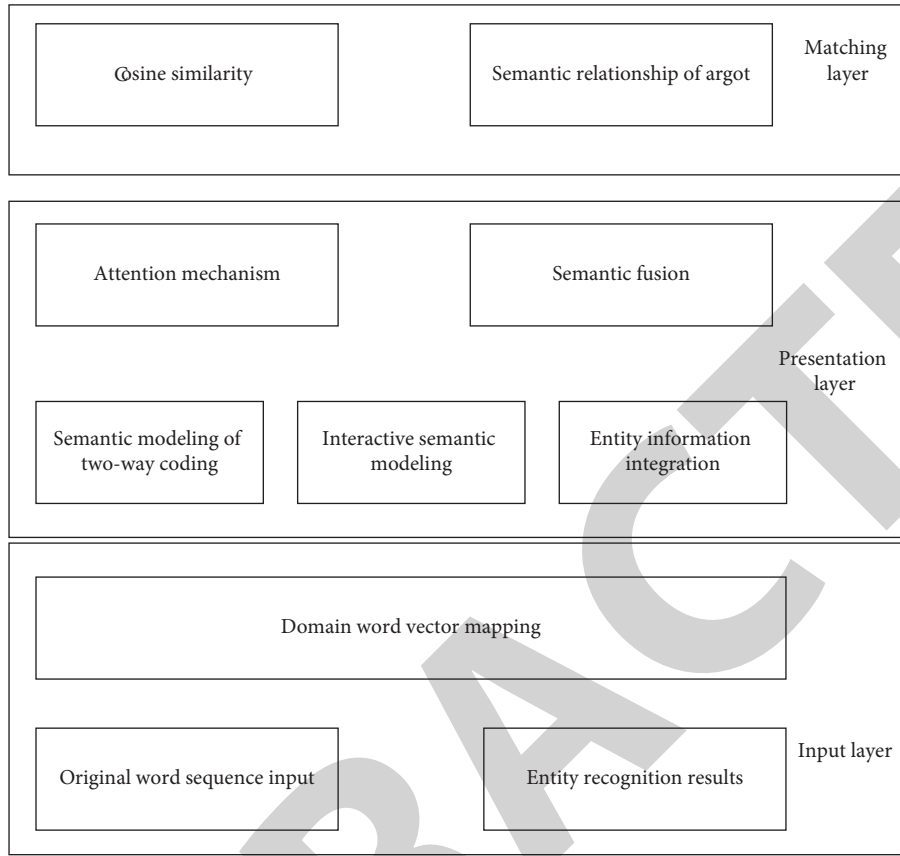 Cosine similarity
Semantic relationship of argot
Matching
layer
Attention mechanism
Semantic fusion
Presentation
layer
Semantic modeling of
two-way coding
Interactive semantic
modeling
Entity information
integration
Domain word vector mapping
Original word sequence input
Entity recognition results
Input layer
RACT